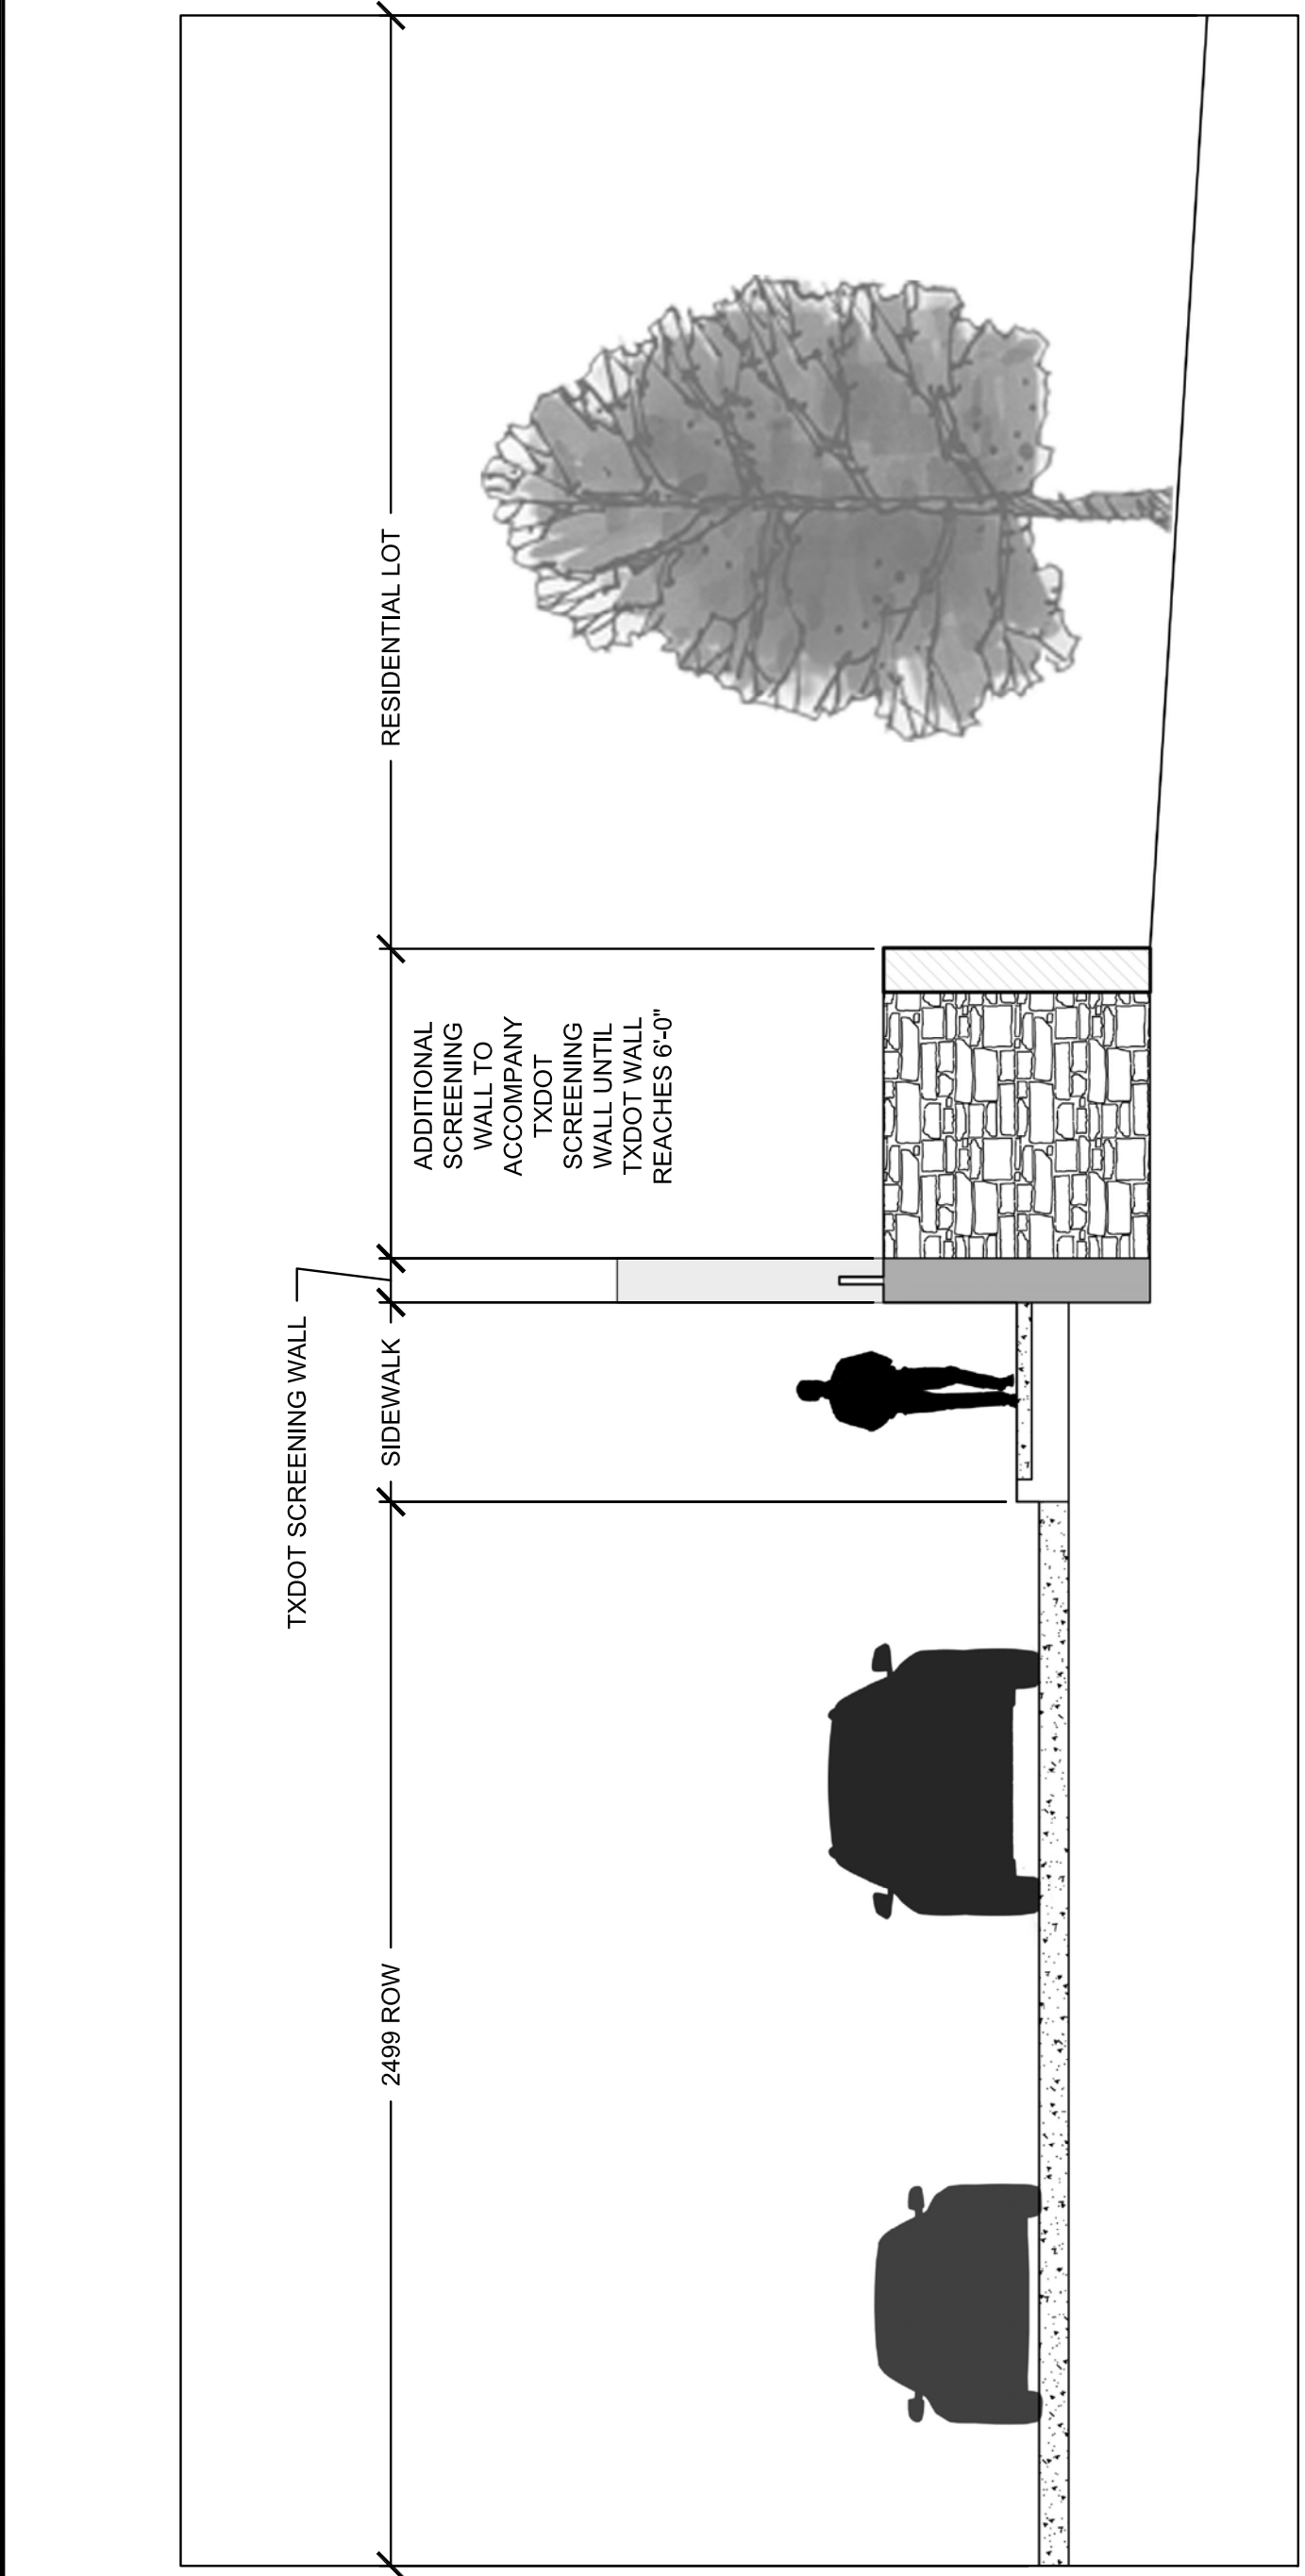 TXDOT SCREENING WALL
2499 ROW
SIDEWALK
ADDITIONAL
SCREENING
WALL TO
ACCOMPANY
TXDOT
SCREENING
WALL UNTIL
TXDOT WALL
REACHES 6'-0"
RESIDENTIAL LOT